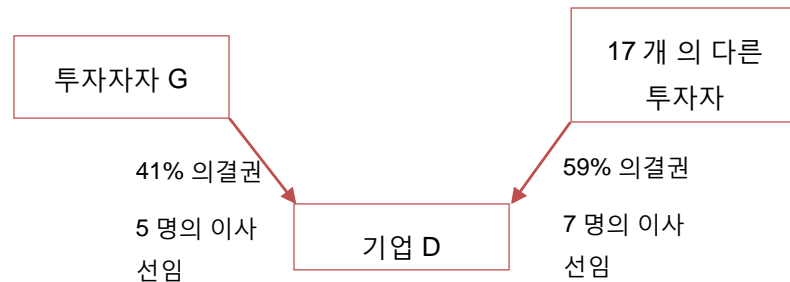 투자자자 G
17 개 의 다른
투자자
41% 의결권
5 명의 이사
선임
59% 의결권
7 명의 이사
선임
기업 D